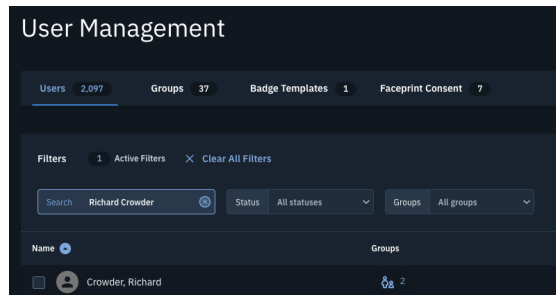 User Management
Users 2,097 Groups 37 Badge Templates 1 Faceprint Consent 7
Filters 1 Active Filters Clear All Filters
Search Richard Crowder Status All statuses Groups All groups
Name Groups
Crowder, Richard 2